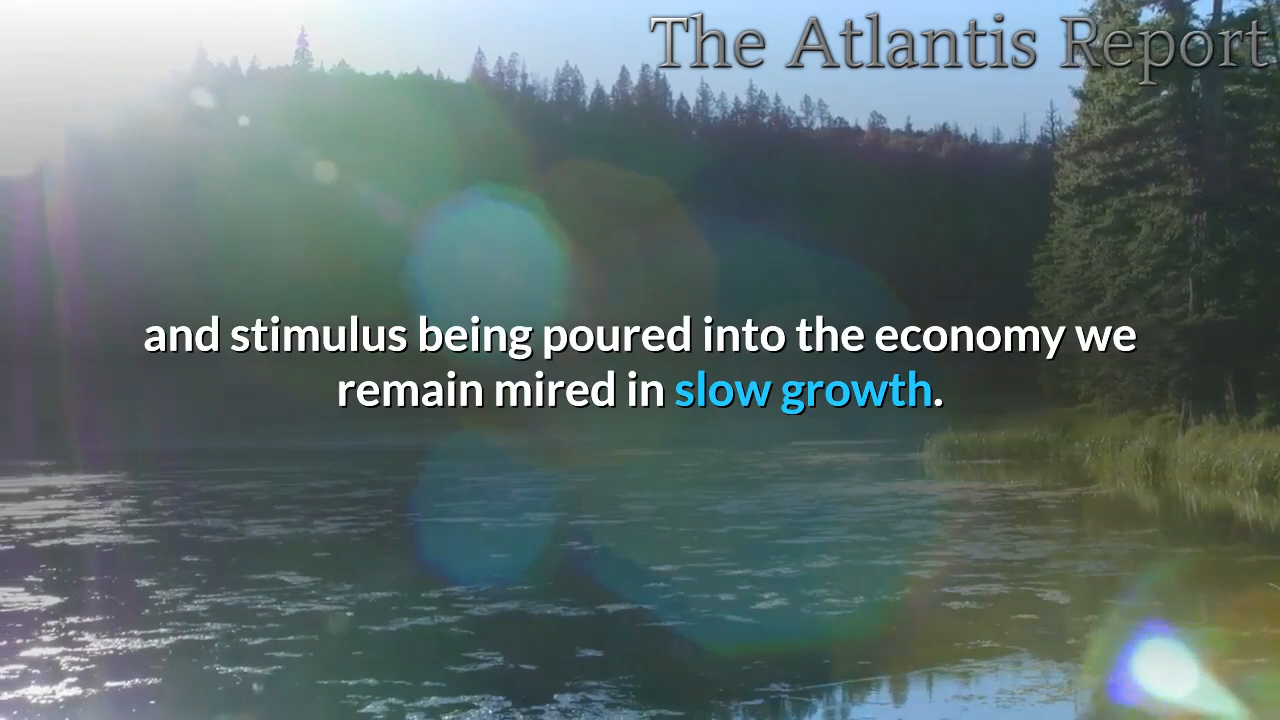 The Atlantis Report
and stimulus being poured into the economy we
remain mired in slow growth.